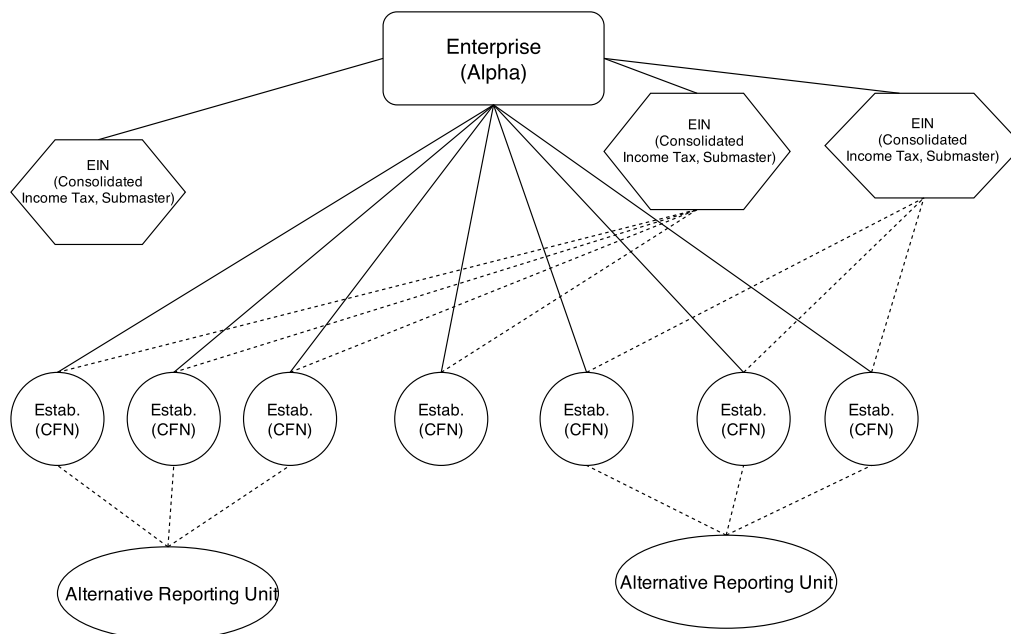 Enterprise
(Alpha)
EIN
(Consolidated
Income Tax, Submaster)
EIN
(Consolidated
Income Tax, Submaster)
EIN
(Consolidated
Income Tax, Submaster)
Estab.
(CFN)
Estab.
(CFN)
Estab.
(CFN)
Estab.
(CFN)
Estab.
(CFN)
Estab.
(CFN)
Estab.
(CFN)
Alternative Reporting Unit
Alternative Reporting Unit